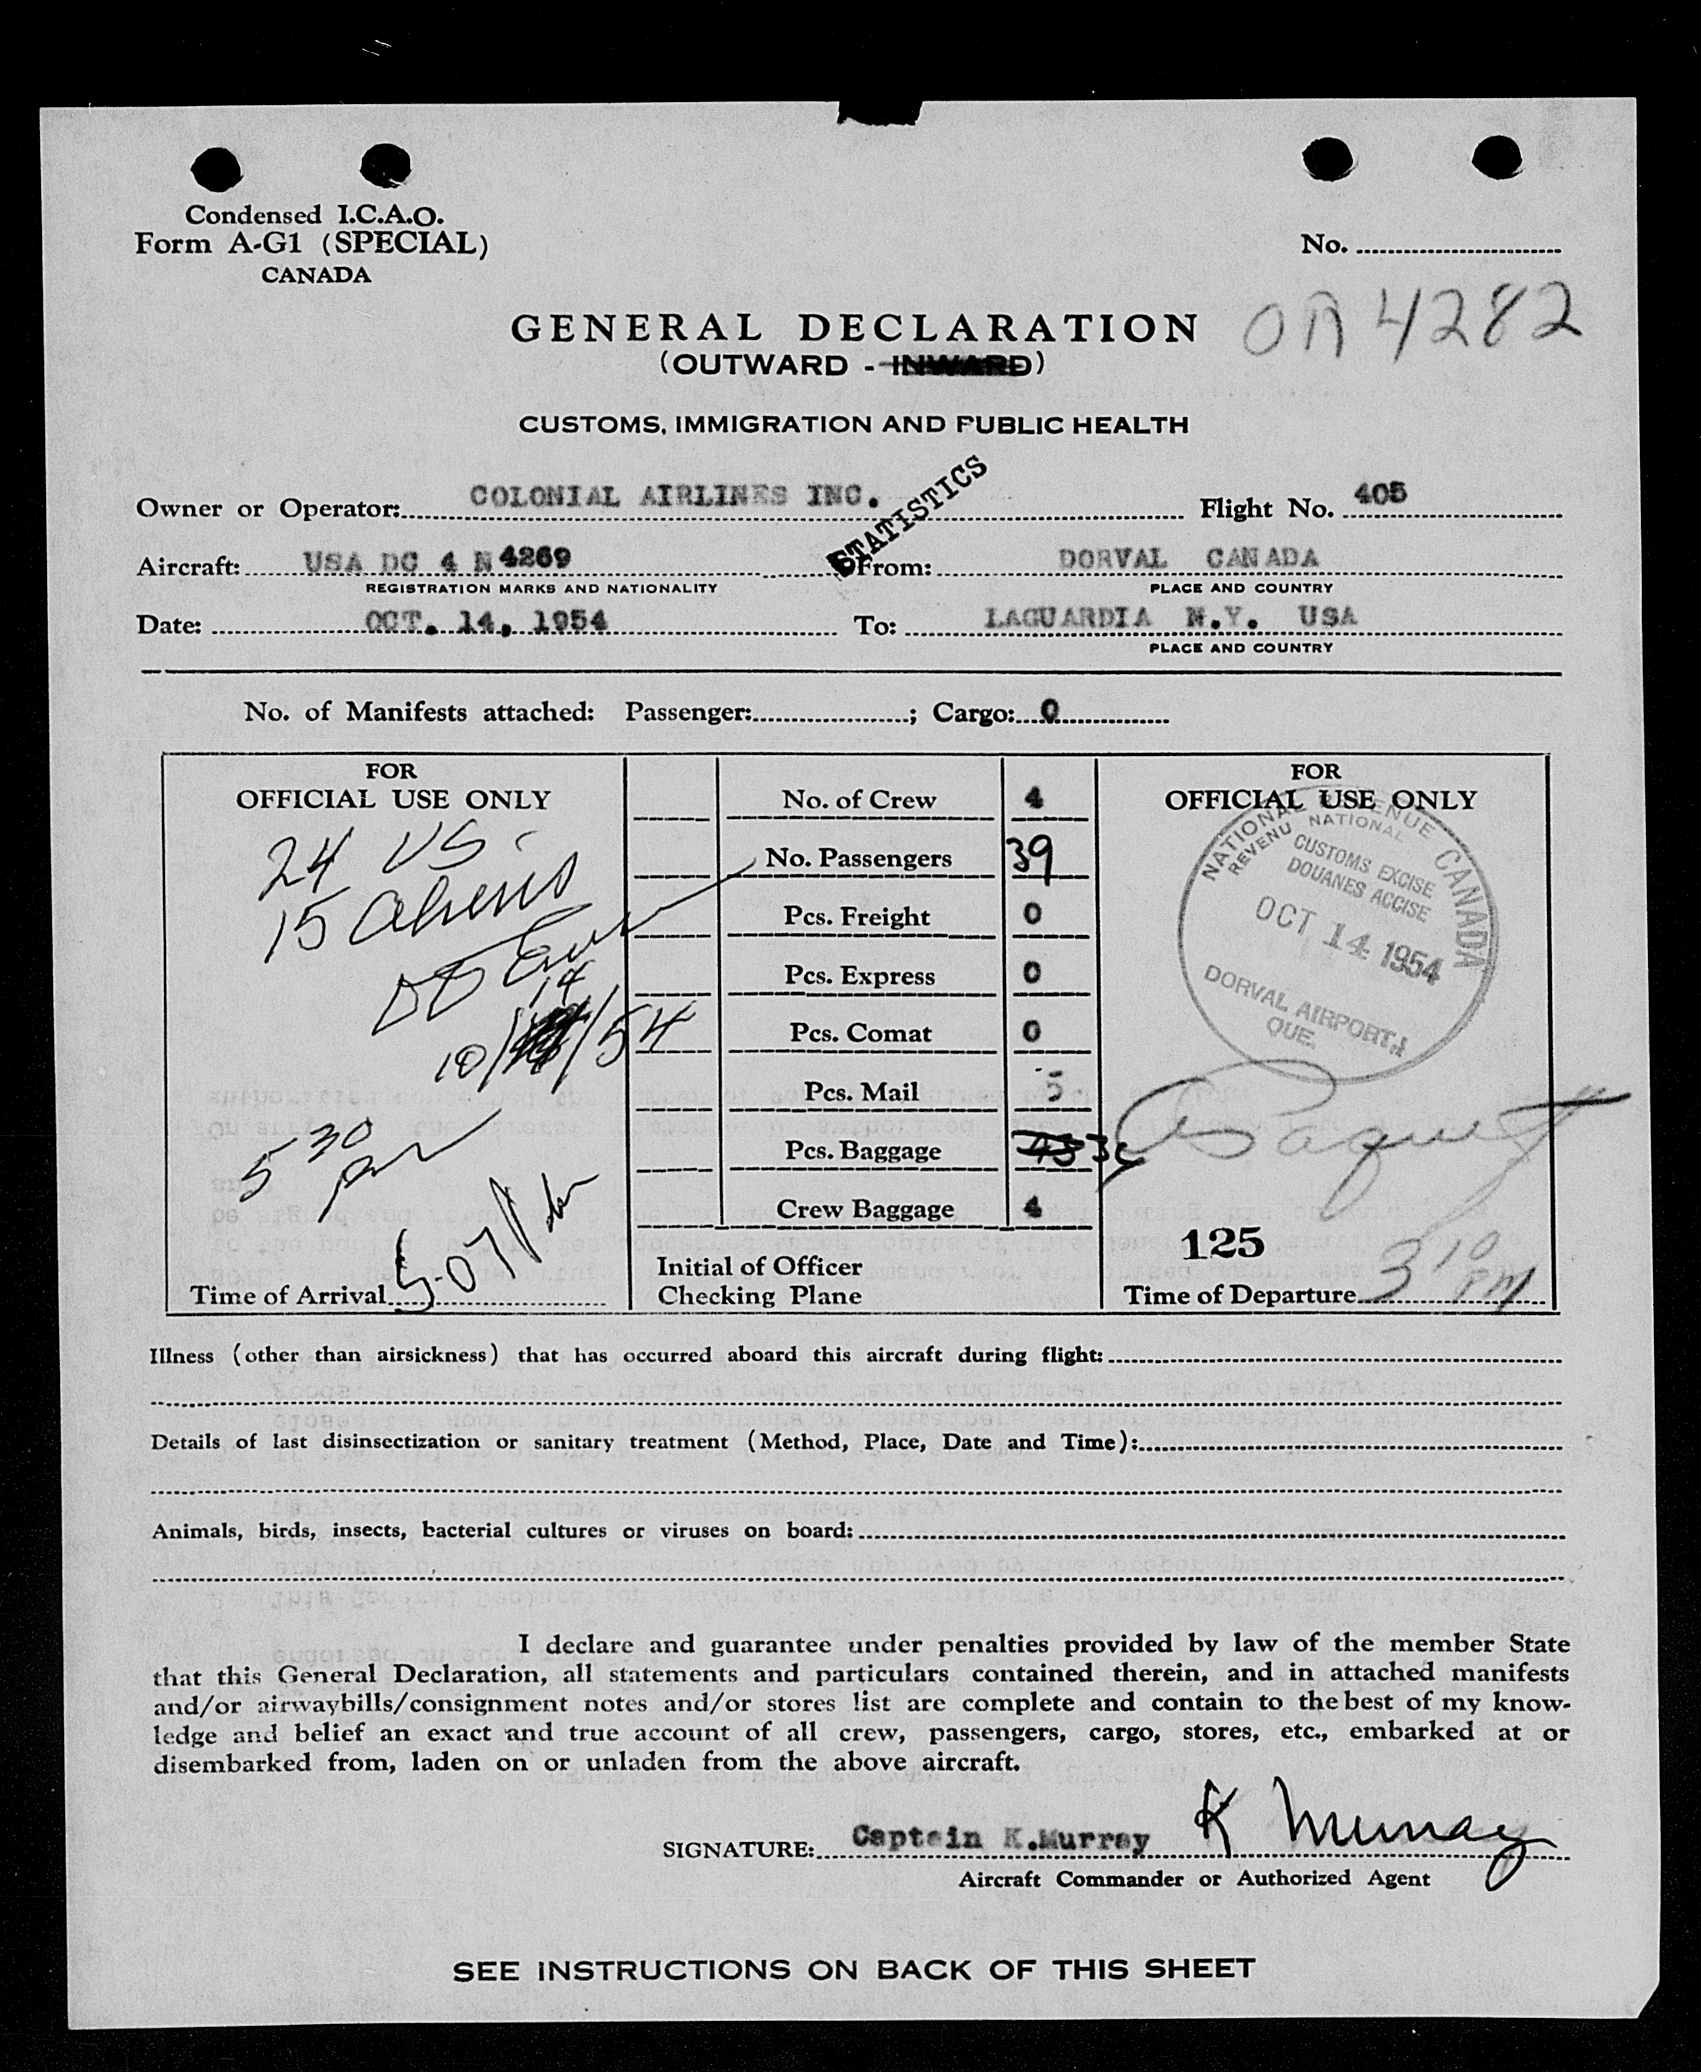 Condensed I.C.A.O.
Form A-G1 (SPECIAL)
CANADA
No.
OA 4282
GENERAL DECLARATION
(OUTWARD - INWARD)
CUSTOMS, IMMIGRATION AND PUBLIC HEALTH
STATISTICS
Owner or Operator: COLONIAL AIRLINES INC. Flight No. 405
Aircraft: USA DC 4 N 4269 From: DORVAL CANADA
REGISTRATION MARKS AND NATIONALITY PLACE AND COUNTRY
Date: OCT. 14, 1954 To: LAGUARDIA N.Y. USA
PLACE AND COUNTRY
No. of Manifests attached: Passenger: ; Cargo: 0
FOR
OFFICIAL USE ONLY
24 US
15 Aliens
14
10/ /54
5 30 pm
Time of Arrival 5-07
No. of Crew 4
No. Passengers 39
Pcs. Freight 0
Pcs. Express 0
Pcs. Comat 0
Pcs. Mail 5
Pcs. Baggage
Crew Baggage 4
Initial of Officer
Checking Plane
FOR
OFFICIAL USE ONLY
NATIONAL REVENUE CANADA
REVENU NATIONAL
CUSTOMS EXCISE
DOUANES ACCISE
OCT 14 1954
DORVAL AIRPORT
QUE.
Paquet
125
Time of Departure 3 10 PM
Illness (other than airsickness) that has occurred aboard this aircraft during flight:
Details of last disinsectization or sanitary treatment (Method, Place, Date and Time):
Animals, birds, insects, bacterial cultures or viruses on board:
I declare and guarantee under penalties provided by law of the member State
that this General Declaration, all statements and particulars contained therein, and in attached manifests
and/or airwaybills/consignment notes and/or stores list are complete and contain to the best of my know-
ledge and belief an exact and true account of all crew, passengers, cargo, stores, etc., embarked at or
disembarked from, laden on or unladen from the above aircraft.
SIGNATURE: Captain K.Murray K Murray
Aircraft Commander or Authorized Agent
SEE INSTRUCTIONS ON BACK OF THIS SHEET